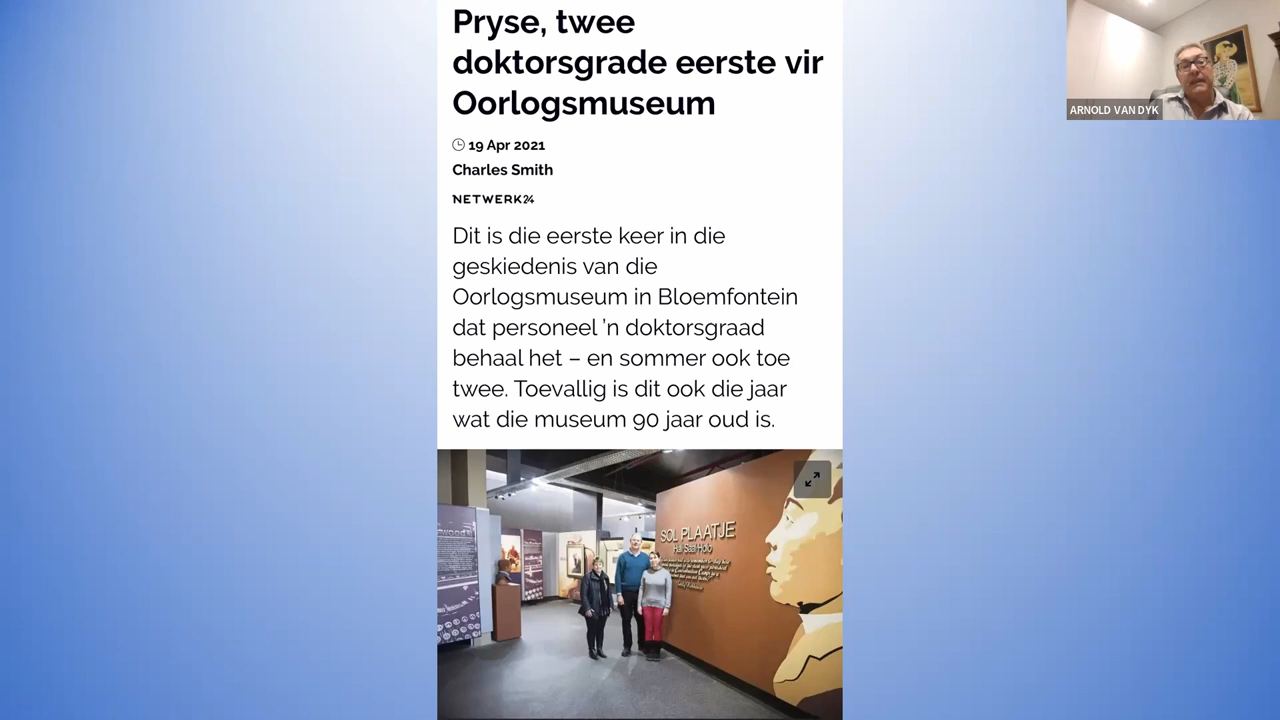 Pryse, twee
doktorsgrade eerste vir
Oorlogsmuseum
19 Apr 2021
Charles Smith
NETWERK24
Dit is die eerste keer in die
geskiedenis van die
Oorlogsmuseum in Bloemfontein
dat personeel ’n doktorsgraad
behaal het – en sommer ook toe
twee. Toevallig is dit ook die jaar
wat die museum 90 jaar oud is.
SOL PLAATJE
ARNOLD VAN DYK